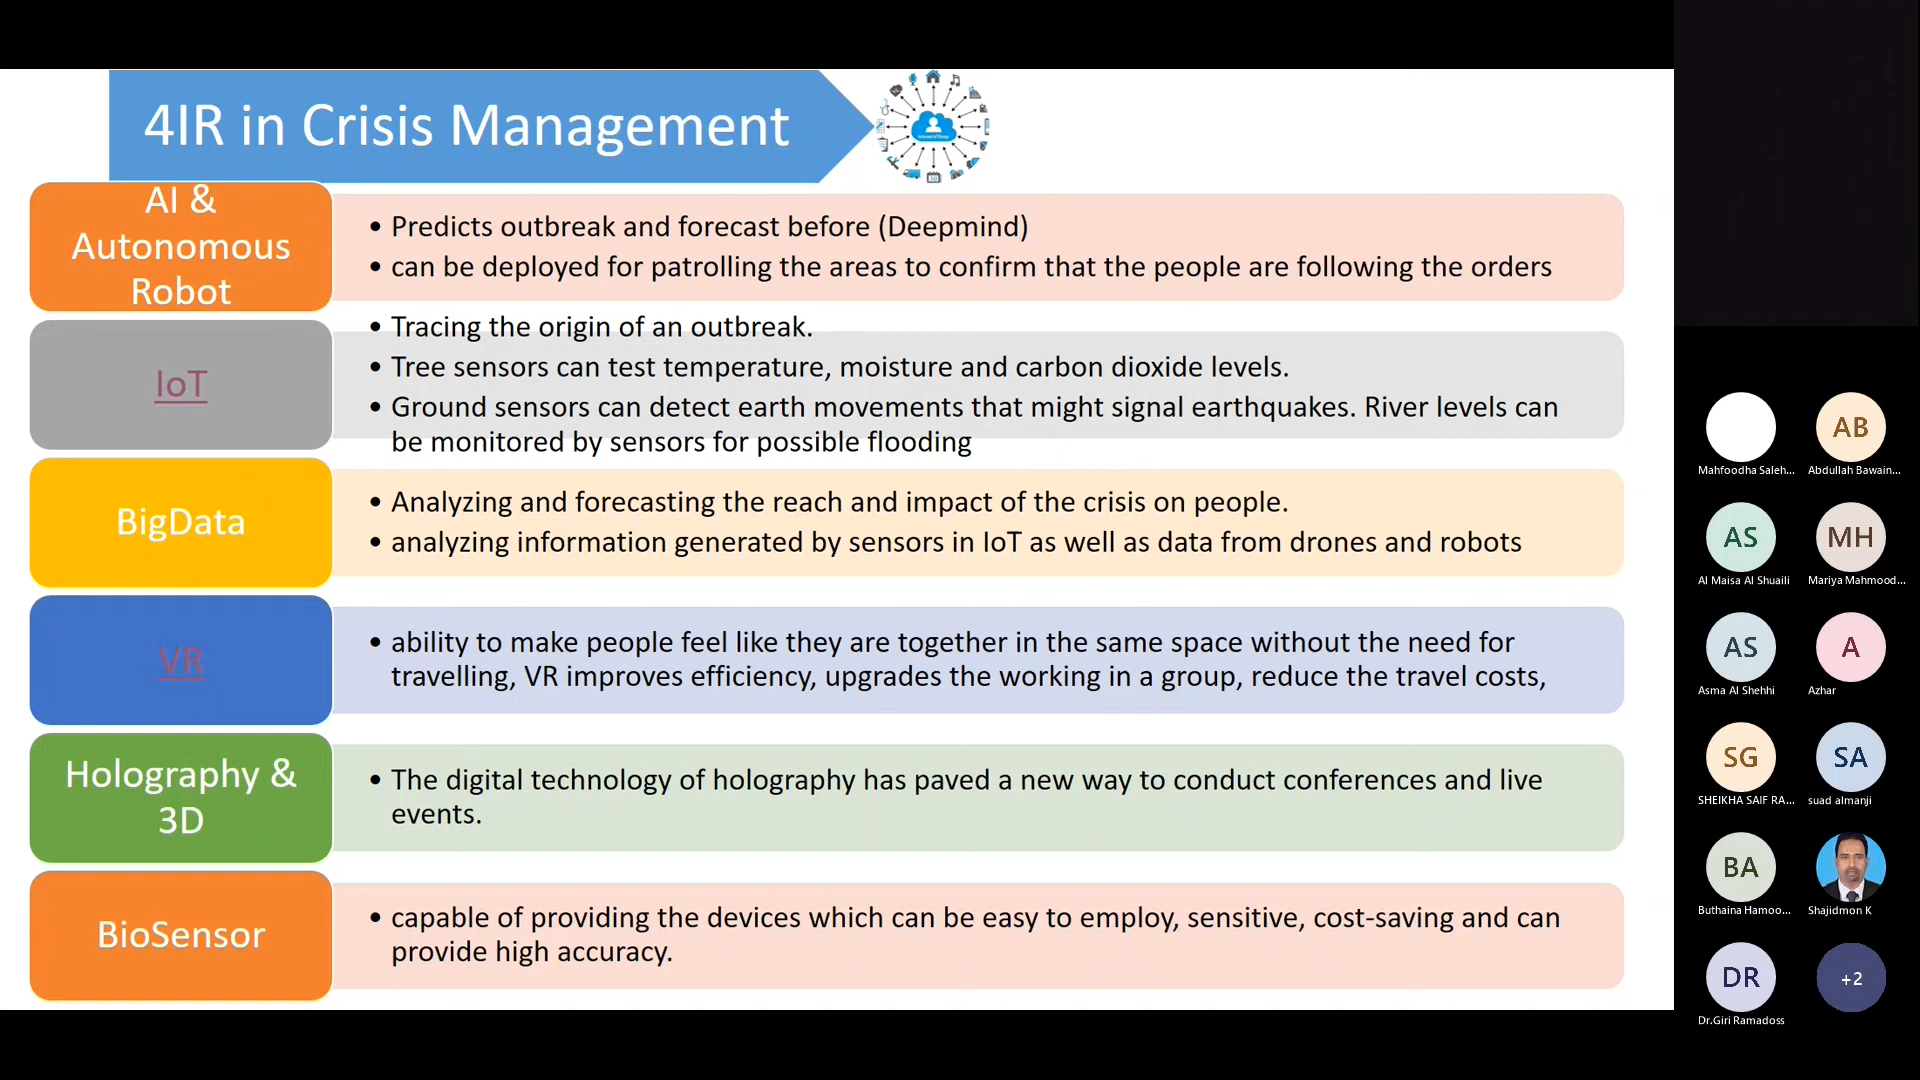 4IR in Crisis Management
AI &
Autonomous
Robot
• Predicts outbreak and forecast before (Deepmind)
• can be deployed for patrolling the areas to confirm that the people are following the orders
IoT
• Tracing the origin of an outbreak.
• Tree sensors can test temperature, moisture and carbon dioxide levels.
• Ground sensors can detect earth movements that might signal earthquakes. River levels can
be monitored by sensors for possible flooding
BigData
• Analyzing and forecasting the reach and impact of the crisis on people.
• analyzing information generated by sensors in IoT as well as data from drones and robots
VR
• ability to make people feel like they are together in the same space without the need for
travelling, VR improves efficiency, upgrades the working in a group, reduce the travel costs,
Holography &
3D
• The digital technology of holography has paved a new way to conduct conferences and live
events.
BioSensor
• capable of providing the devices which can be easy to employ, sensitive, cost-saving and can
provide high accuracy.
AB
Mahfoodha Saleh...
Abdullah Bawain...
AS
MH
Al Maisa Al Shuaili
Mariya Mahmood...
AS
A
Asma Al Shehhi
Azhar
SG
SA
SHEIKHA SAIF RA...
suad almanji
BA
Buthaina Hamoo...
Shajidmon K
DR
+2
Dr.Giri Ramadoss